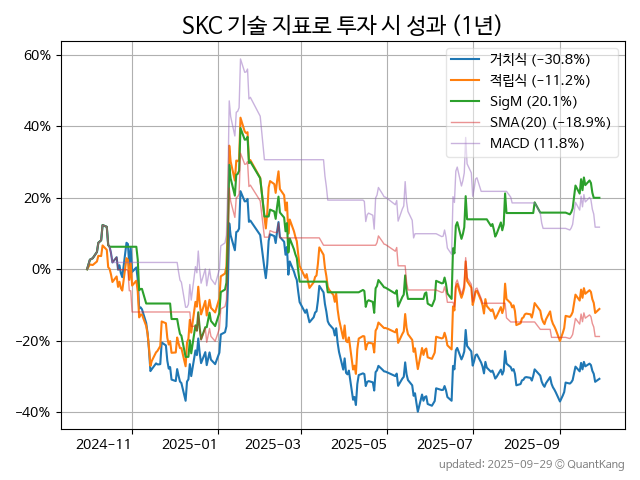 SKC 기술 지표로 투자 시 성과 (1년)
거치식 (−30.8%)
적립식 (−11.2%)
SigM (20.1%)
SMA(20) (−18.9%)
MACD (11.8%)
60%
40%
20%
0%
−20%
−40%
2024-11 2025-01 2025-03 2025-05 2025-07 2025-09
updated: 2025-09-29 © QuantKang